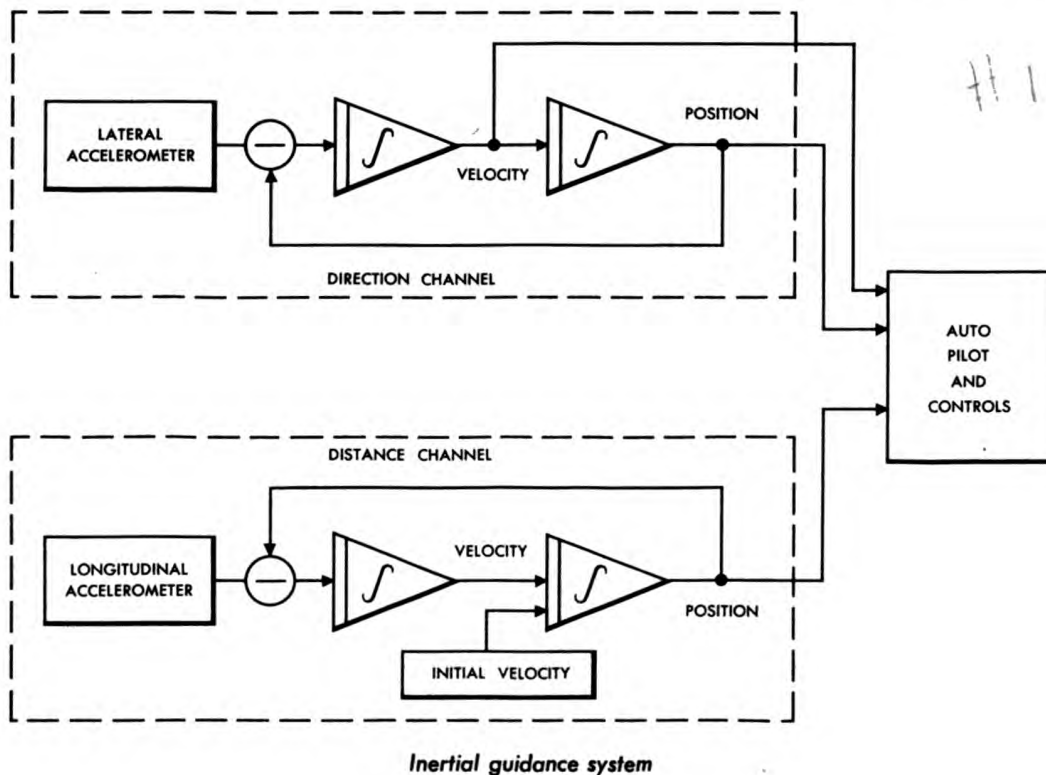 # 1
LATERAL
ACCELEROMETER
VELOCITY
POSITION
DIRECTION CHANNEL
AUTO
PILOT
AND
CONTROLS
DISTANCE CHANNEL
LONGITUDINAL
ACCELEROMETER
VELOCITY
POSITION
INITIAL VELOCITY
Inertial guidance system